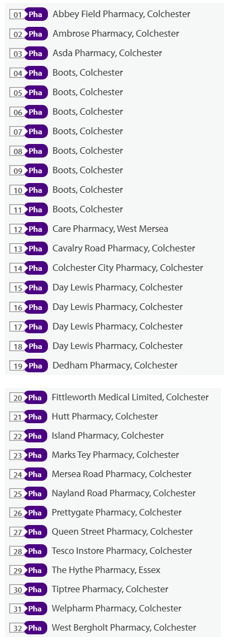 01 Pha Abbey Field Pharmacy, Colchester
02 Pha Ambrose Pharmacy, Colchester
03 Pha Asda Pharmacy, Colchester
04 Pha Boots, Colchester
05 Pha Boots, Colchester
06 Pha Boots, Colchester
07 Pha Boots, Colchester
08 Pha Boots, Colchester
09 Pha Boots, Colchester
10 Pha Boots, Colchester
11 Pha Boots, Colchester
12 Pha Care Pharmacy, West Mersea
13 Pha Cavalry Road Pharmacy, Colchester
14 Pha Colchester City Pharmacy, Colchester
15 Pha Day Lewis Pharmacy, Colchester
16 Pha Day Lewis Pharmacy, Colchester
17 Pha Day Lewis Pharmacy, Colchester
18 Pha Day Lewis Pharmacy, Colchester
19 Pha Dedham Pharmacy, Colchester
20 Pha Fittleworth Medical Limited, Colchester
21 Pha Hutt Pharmacy, Colchester
22 Pha Island Pharmacy, Colchester
23 Pha Marks Tey Pharmacy, Colchester
24 Pha Mersea Road Pharmacy, Colchester
25 Pha Nayland Road Pharmacy, Colchester
26 Pha Prettygate Pharmacy, Colchester
27 Pha Queen Street Pharmacy, Colchester
28 Pha Tesco Instore Pharmacy, Colchester
29 Pha The Hythe Pharmacy, Essex
30 Pha Tiptree Pharmacy, Colchester
31 Pha Welpharm Pharmacy, Colchester
32 Pha West Bergholt Pharmacy, Colchester